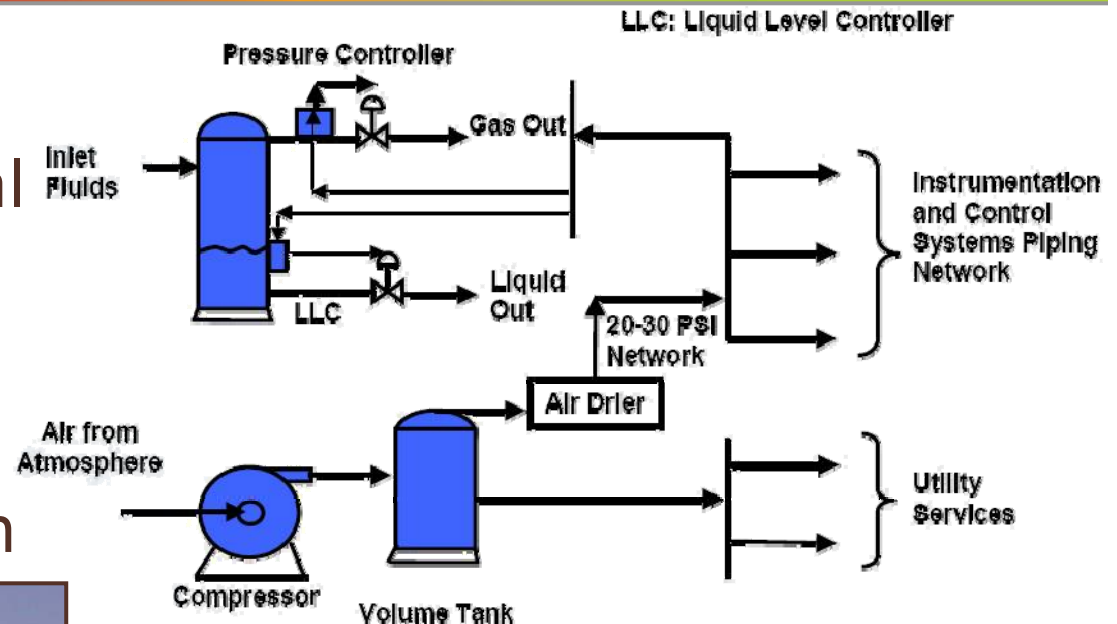 LLC: Liquid Level Controller
Pressure Controller
al
Inlet
Fluids
Gas Out
Instrumentation
and Control
Systems Piping
Network
Liquid
Out
LLC
20-30 PSI
Network
Air Drier
Air from
Atmosphere
Utility
Services
n
Compressor
Volume Tank